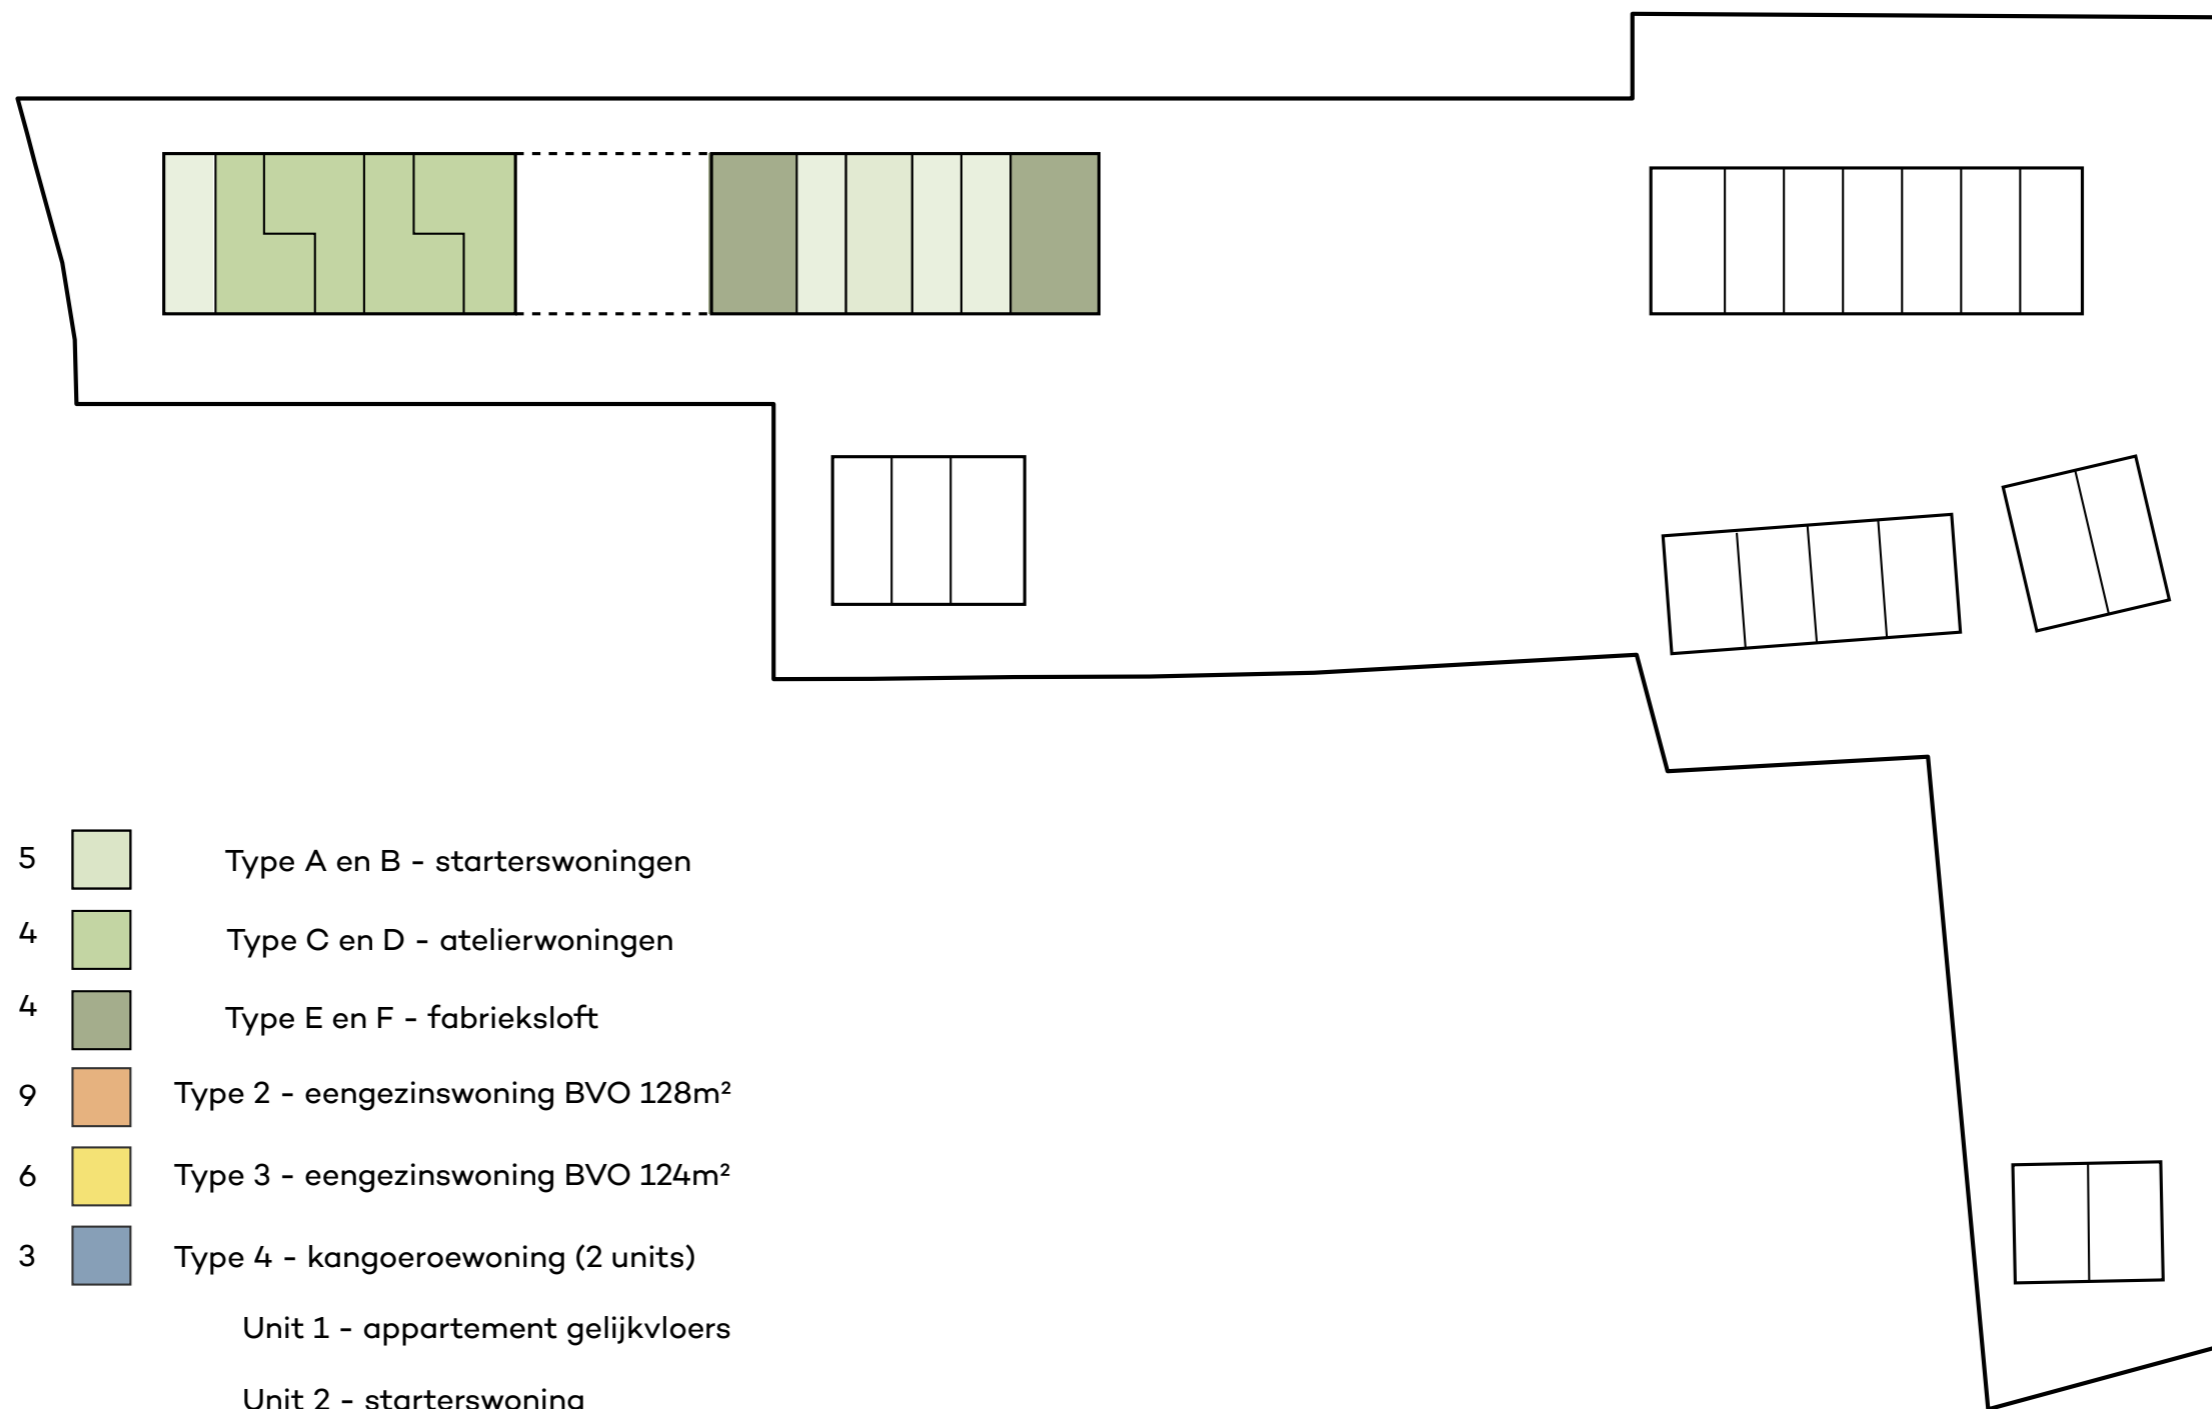 5 Type A en B - starterswoningen
4 Type C en D - atelierwoningen
4 Type E en F - fabrieksloft
9 Type 2 - eengezinswoning BVO 128m²
6 Type 3 - eengezinswoning BVO 124m²
3 Type 4 - kangoeroewoning (2 units)
Unit 1 - appartement gelijkvloers
Unit 2 - starterswoning